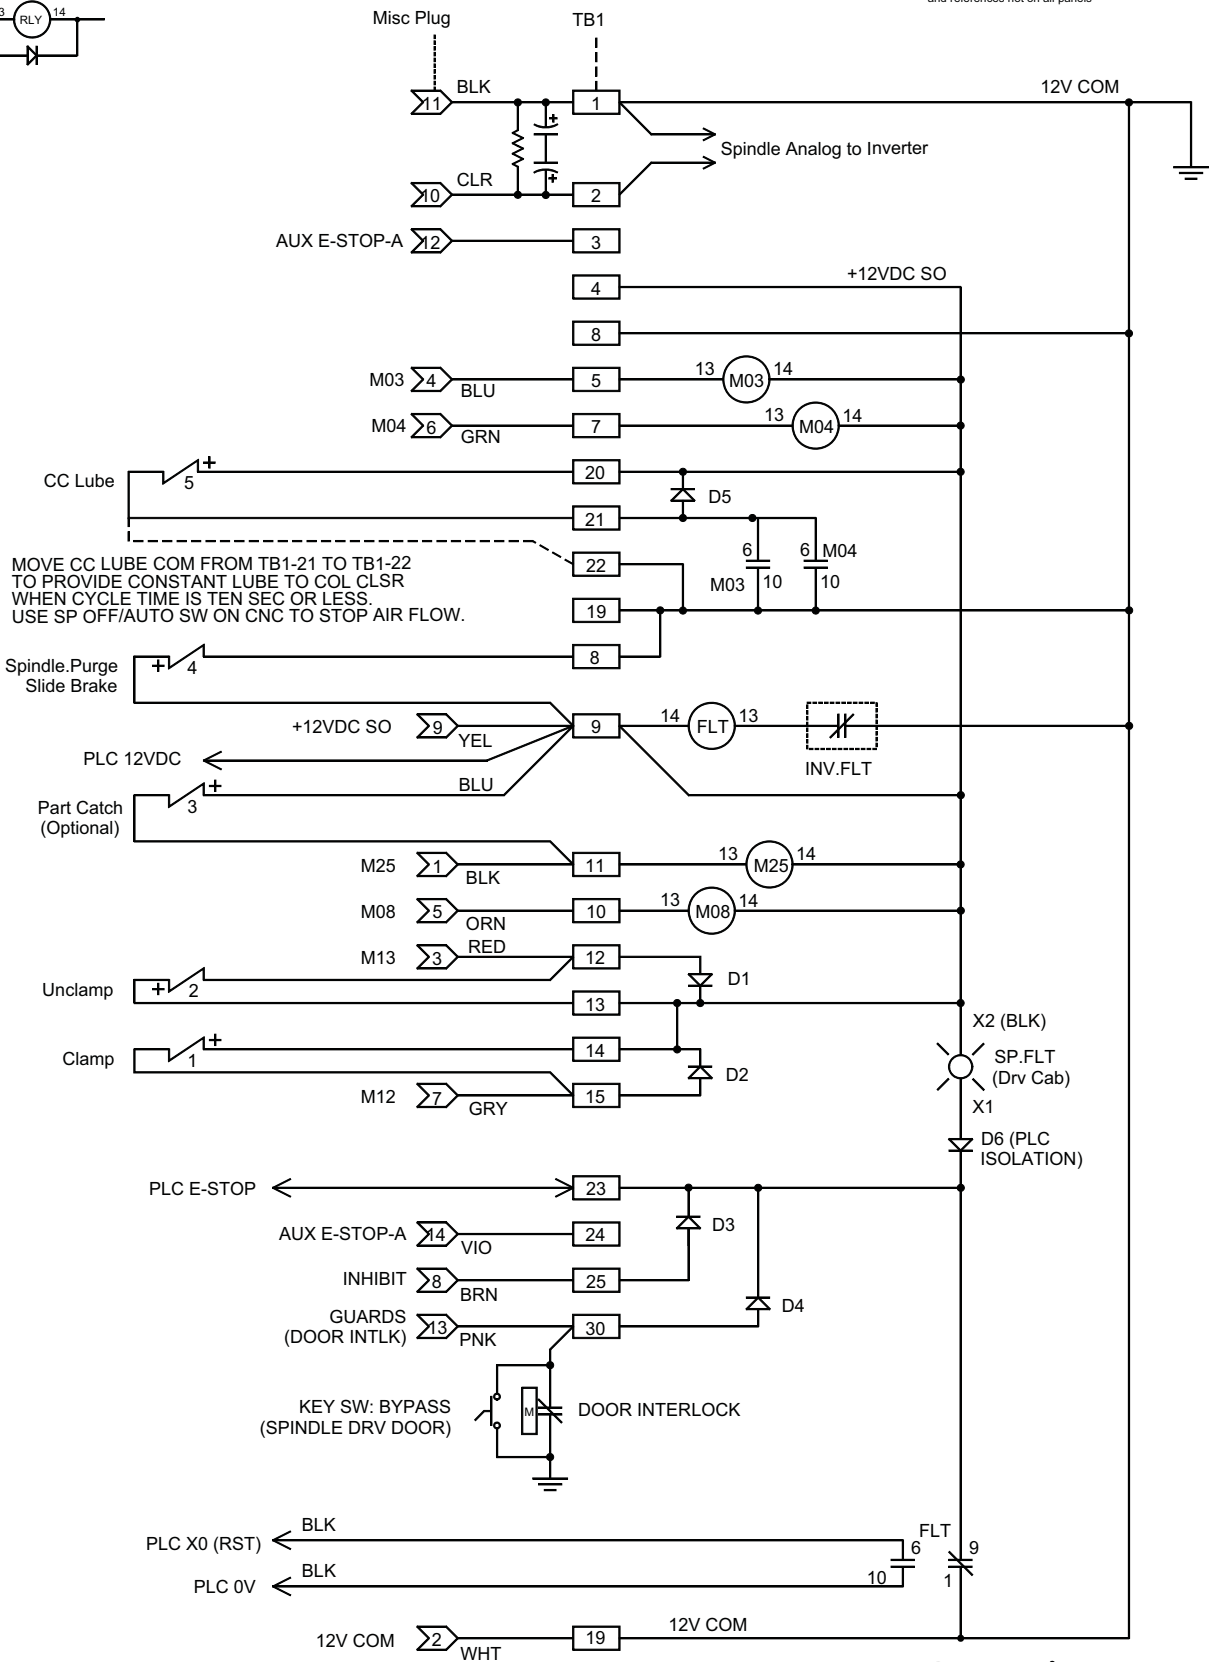 and references not on all panels
3 RLY 14
Misc Plug
TB1
11 BLK 1 12V COM
Spindle Analog to Inverter
10 CLR 2
AUX E-STOP-A 12 3
4 +12VDC SO
8
M03 4 BLU 5 13 M03 14
M04 6 GRN 7 13 M04 14
CC Lube 5 + 20
D5
21
6 6 M04
22 M03 10 10
MOVE CC LUBE COM FROM TB1-21 TO TB1-22
TO PROVIDE CONSTANT LUBE TO COL CLSR
WHEN CYCLE TIME IS TEN SEC OR LESS.
USE SP OFF/AUTO SW ON CNC TO STOP AIR FLOW.
19
Spindle.Purge
Slide Brake
+ 4 8
+12VDC SO 9 YEL 9 14 FLT 13
INV.FLT
PLC 12VDC
BLU
Part Catch
(Optional)
3 +
M25 1 BLK 11 13 M25 14
M08 5 ORN 10 13 M08 14
M13 3 RED 12
D1
Unclamp + 2 13
X2 (BLK)
SP.FLT
(Drv Cab)
X1
Clamp 1 + 14
D2
M12 7 GRY 15
D6 (PLC
ISOLATION)
PLC E-STOP 23
D3
AUX E-STOP-A 14 VIO 24
INHIBIT 8 BRN 25
D4
GUARDS
(DOOR INTLK)
13 PNK 30
KEY SW: BYPASS
(SPINDLE DRV DOOR)
M DOOR INTERLOCK
PLC X0 (RST) BLK
FLT
6 9
PLC 0V BLK 10 1
12V COM 2 WHT 19 12V COM